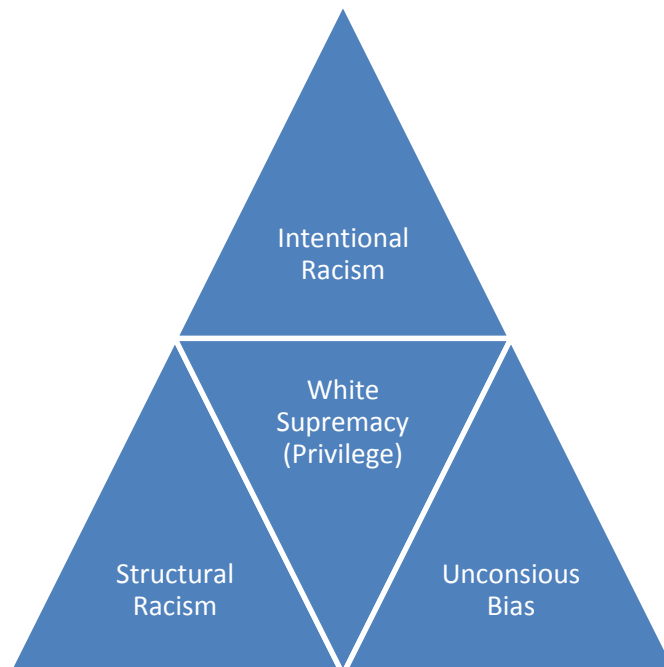 Intentional
Racism
White
Supremacy
(Privilege)
Structural
Racism
Unconsious
Bias